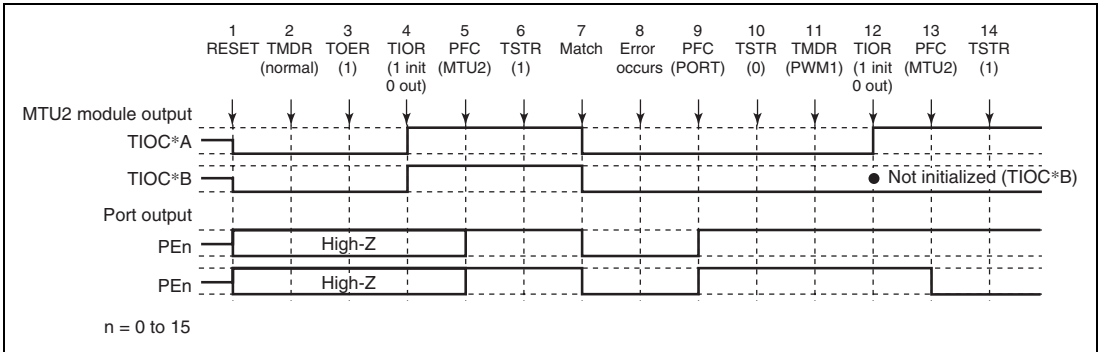 1 2 3 4 5 6 7 8 9 10 11 12 13 14
RESET TMDR TOER TIOR PFC TSTR Match Error PFC TSTR TMDR TIOR PFC TSTR
(normal) (1) (1 init (MTU2) (1) occurs (PORT) (0) (PWM1) (1 init (MTU2) (1)
0 out) 0 out)
MTU2 module output
TIOC*A
TIOC*B ● Not initialized (TIOC*B)
Port output
PEn High-Z
PEn High-Z
n = 0 to 15